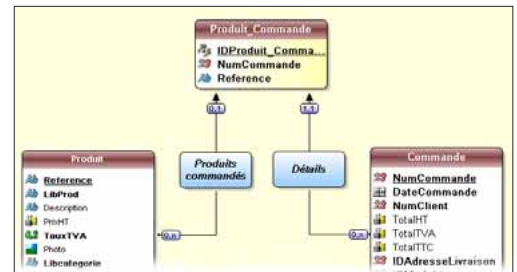 Produit_Commande
IDProduit_Comma...
NumCommande
Reference
0,1
1,1
Produit
Reference
LibProd
Description
PrixHT
TauxTVA
Photo
Libcategorie
0,n
Produits
commandés
Détails
0,n
Commande
NumCommande
DateCommande
NumClient
TotalHT
TotalTVA
TotalTTC
IDAdresseLivraison